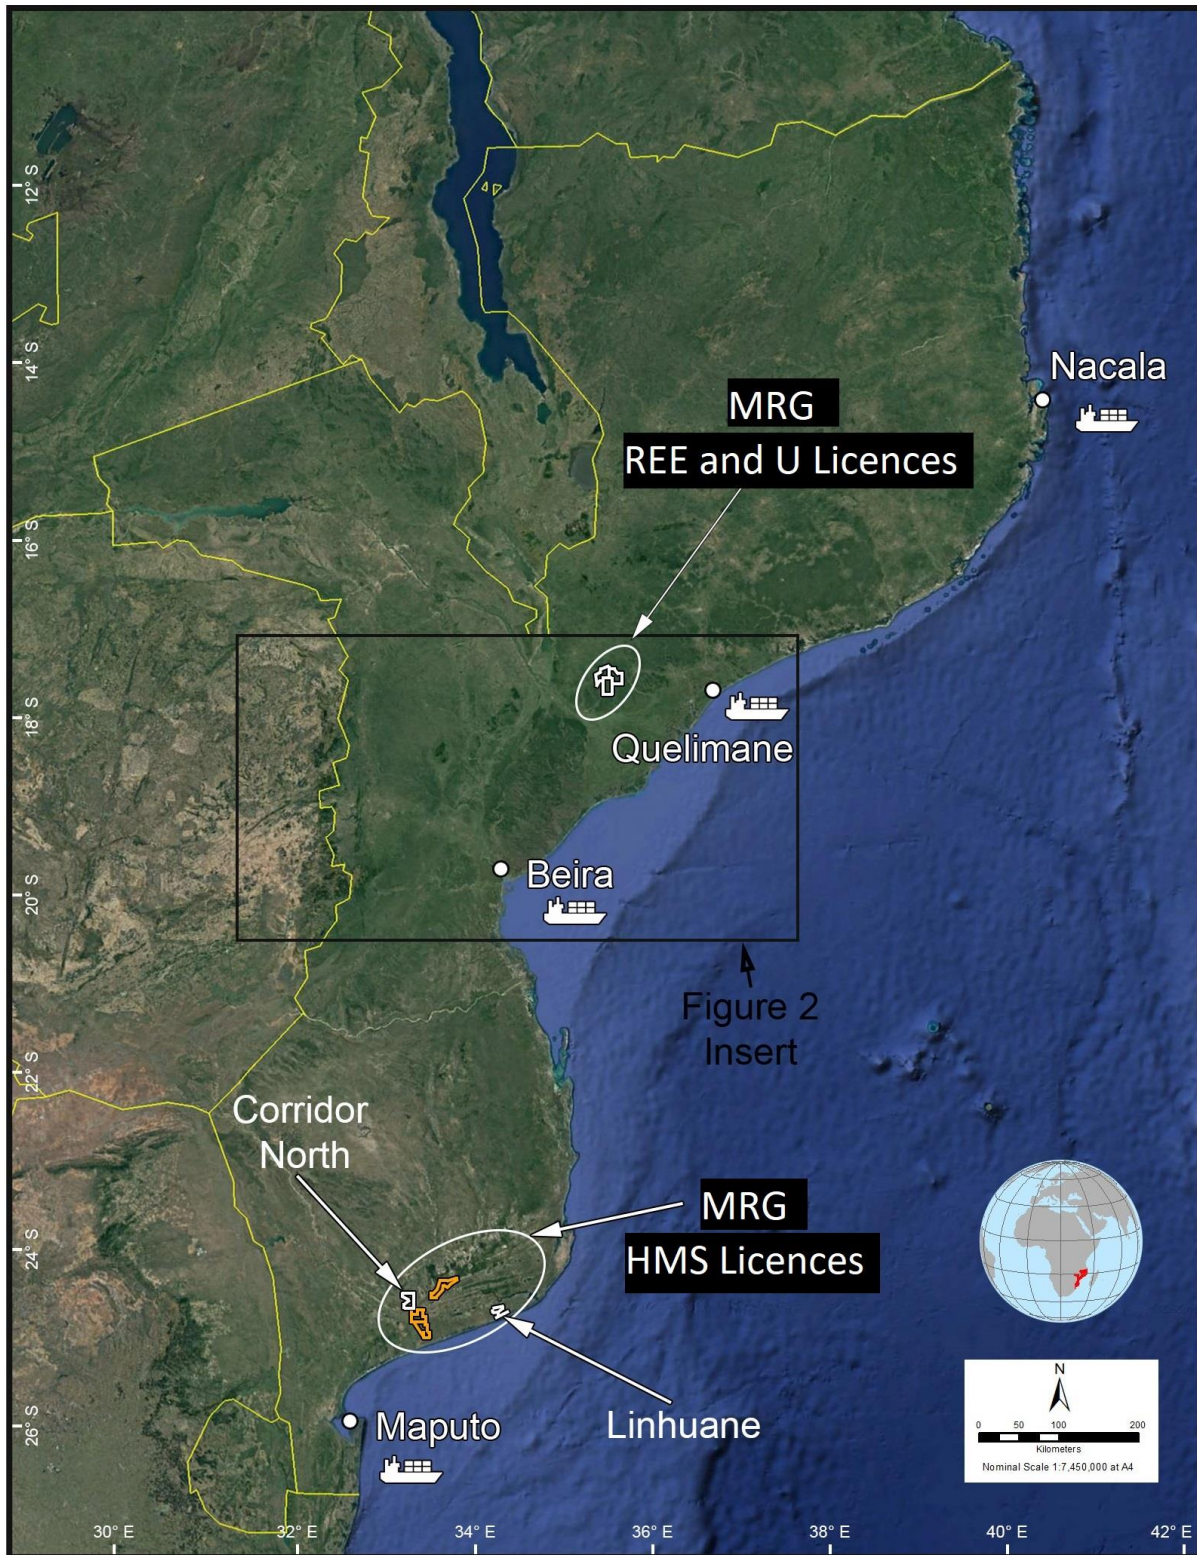 12° S
14° S
Nacala
MRG
REE and U Licences
16° S
18° S
Quelimane
Beira
20° S
Figure 2
Insert
22° S
Corridor
North
MRG
HMS Licences
24° S
Linhuane
26° S
Maputo
N
0 50 100 200
Kilometers
Nominal Scale 1:7,450,000 at A4
30° E 32° E 34° E 36° E 38° E 40° E 42° E